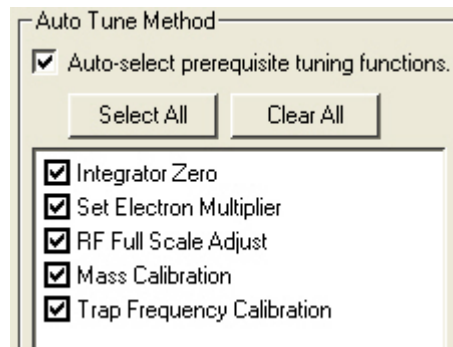 Auto Tune Method
Auto-select prerequisite tuning functions.
Select All Clear All
Integrator Zero
Set Electron Multiplier
RF Full Scale Adjust
Mass Calibration
Trap Frequency Calibration